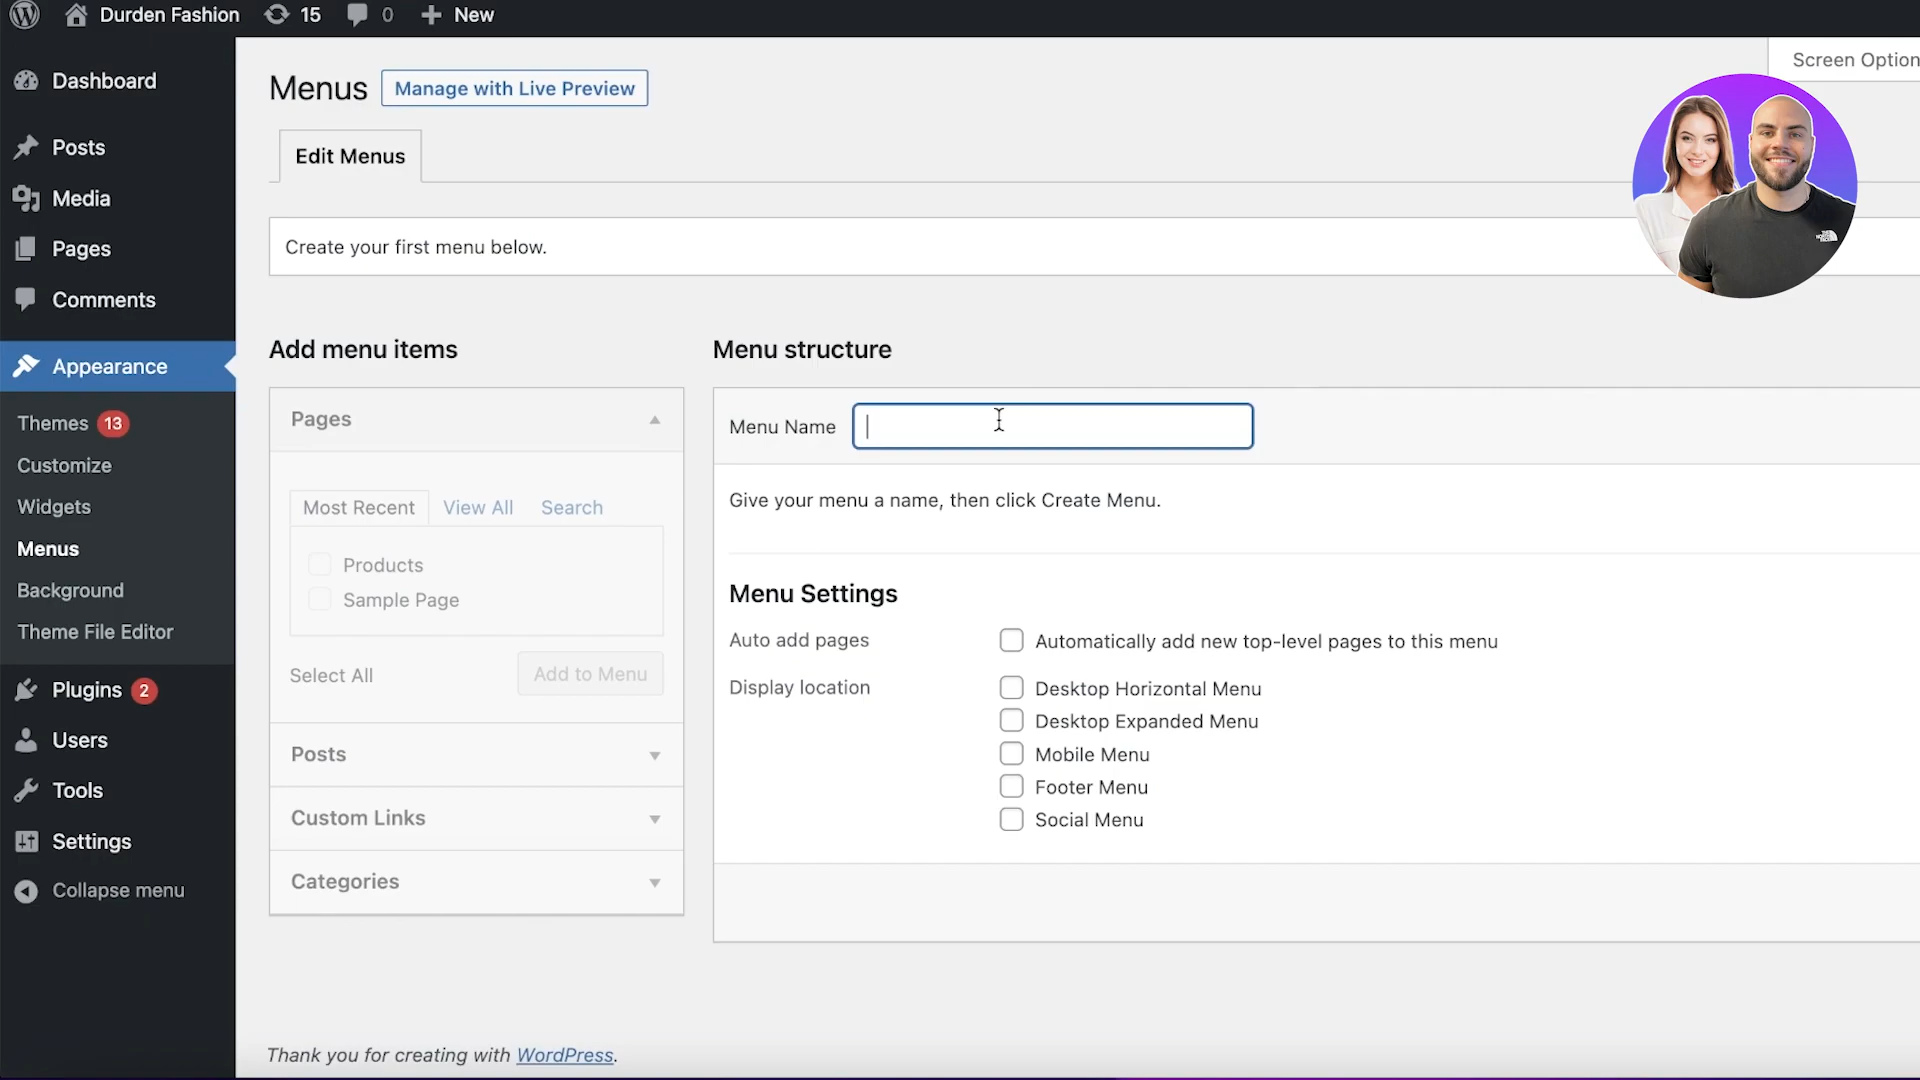 Durden Fashion 15 0 New
Screen Option
Dashboard
Posts
Media
Pages
Comments
Appearance
Themes 13
Customize
Widgets
Menus
Background
Theme File Editor
Plugins 2
Users
Tools
Settings
Collapse menu
Menus Manage with Live Preview
Edit Menus
Create your first menu below.
Add menu items
Pages
Most Recent View All Search
Products
Sample Page
Select All Add to Menu
Posts
Custom Links
Categories
Menu structure
Menu Name
Give your menu a name, then click Create Menu.
Menu Settings
Auto add pages Automatically add new top-level pages to this menu
Display location Desktop Horizontal Menu
Desktop Expanded Menu
Mobile Menu
Footer Menu
Social Menu
THE NORTH FACE
Thank you for creating with WordPress.